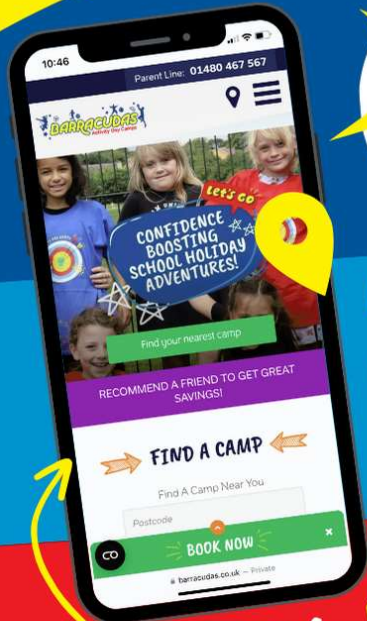 10:46
Parent Line: 01480 467 567
BARRACUDAS
Activity Day Camps
Let's GO
CONFIDENCE
BOOSTING
SCHOOL HOLIDAY
ADVENTURES!
Find your nearest camp
RECOMMEND A FRIEND TO GET GREAT
SAVINGS!
FIND A CAMP
Find A Camp Near You
Postcode
BOOK NOW
×
barracudas.co.uk — Private